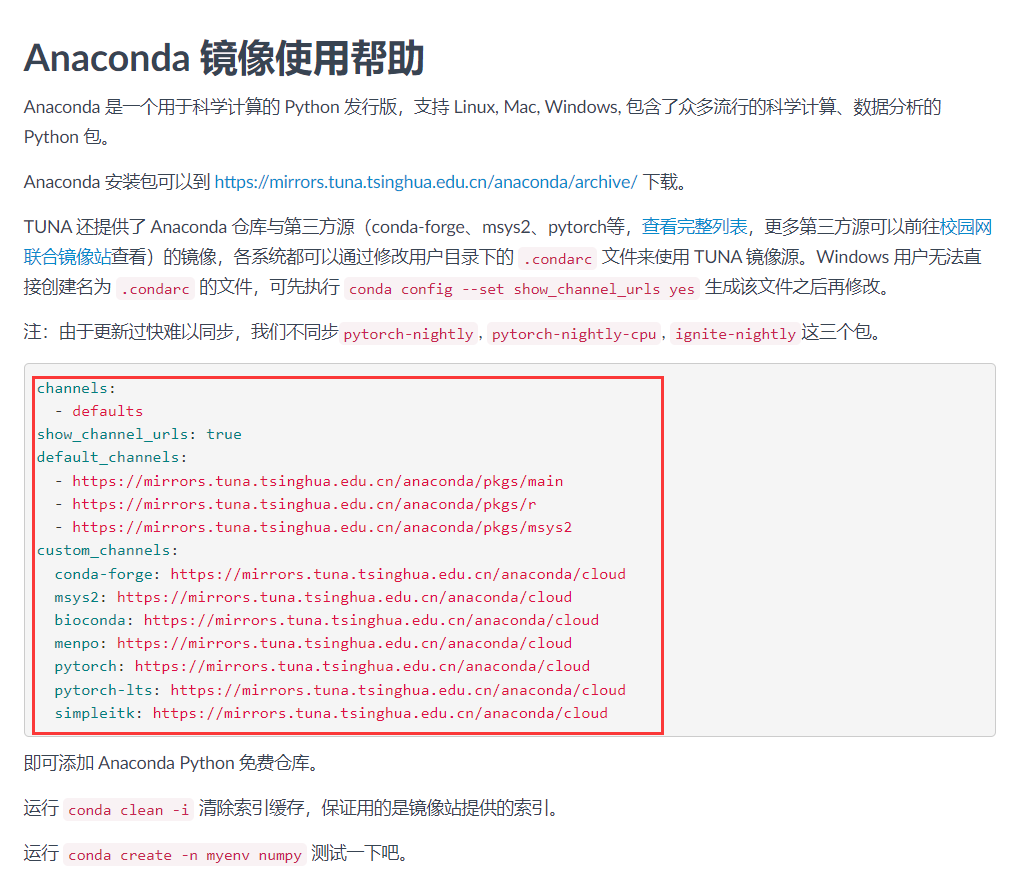 Anaconda 镜像使用帮助
Anaconda 是一个用于科学计算的 Python 发行版，支持 Linux, Mac, Windows, 包含了众多流行的科学计算、数据分析的
Python 包。
Anaconda 安装包可以到 https://mirrors.tuna.tsinghua.edu.cn/anaconda/archive/ 下载。
TUNA 还提供了 Anaconda 仓库与第三方源（conda-forge、msys2、pytorch等，查看完整列表，更多第三方源可以前往校园网
联合镜像站查看）的镜像，各系统都可以通过修改用户目录下的 .condarc 文件来使用 TUNA 镜像源。Windows 用户无法直
接创建名为 .condarc 的文件，可先执行 conda config --set show_channel_urls yes 生成该文件之后再修改。
注：由于更新过快难以同步，我们不同步 pytorch-nightly, pytorch-nightly-cpu, ignite-nightly 这三个包。
channels:
  - defaults
show_channel_urls: true
default_channels:
  - https://mirrors.tuna.tsinghua.edu.cn/anaconda/pkgs/main
  - https://mirrors.tuna.tsinghua.edu.cn/anaconda/pkgs/r
  - https://mirrors.tuna.tsinghua.edu.cn/anaconda/pkgs/msys2
custom_channels:
  conda-forge: https://mirrors.tuna.tsinghua.edu.cn/anaconda/cloud
  msys2: https://mirrors.tuna.tsinghua.edu.cn/anaconda/cloud
  bioconda: https://mirrors.tuna.tsinghua.edu.cn/anaconda/cloud
  menpo: https://mirrors.tuna.tsinghua.edu.cn/anaconda/cloud
  pytorch: https://mirrors.tuna.tsinghua.edu.cn/anaconda/cloud
  pytorch-lts: https://mirrors.tuna.tsinghua.edu.cn/anaconda/cloud
  simpleitk: https://mirrors.tuna.tsinghua.edu.cn/anaconda/cloud
即可添加 Anaconda Python 免费仓库。
运行 conda clean -i 清除索引缓存，保证用的是镜像站提供的索引。
运行 conda create -n myenv numpy 测试一下吧。